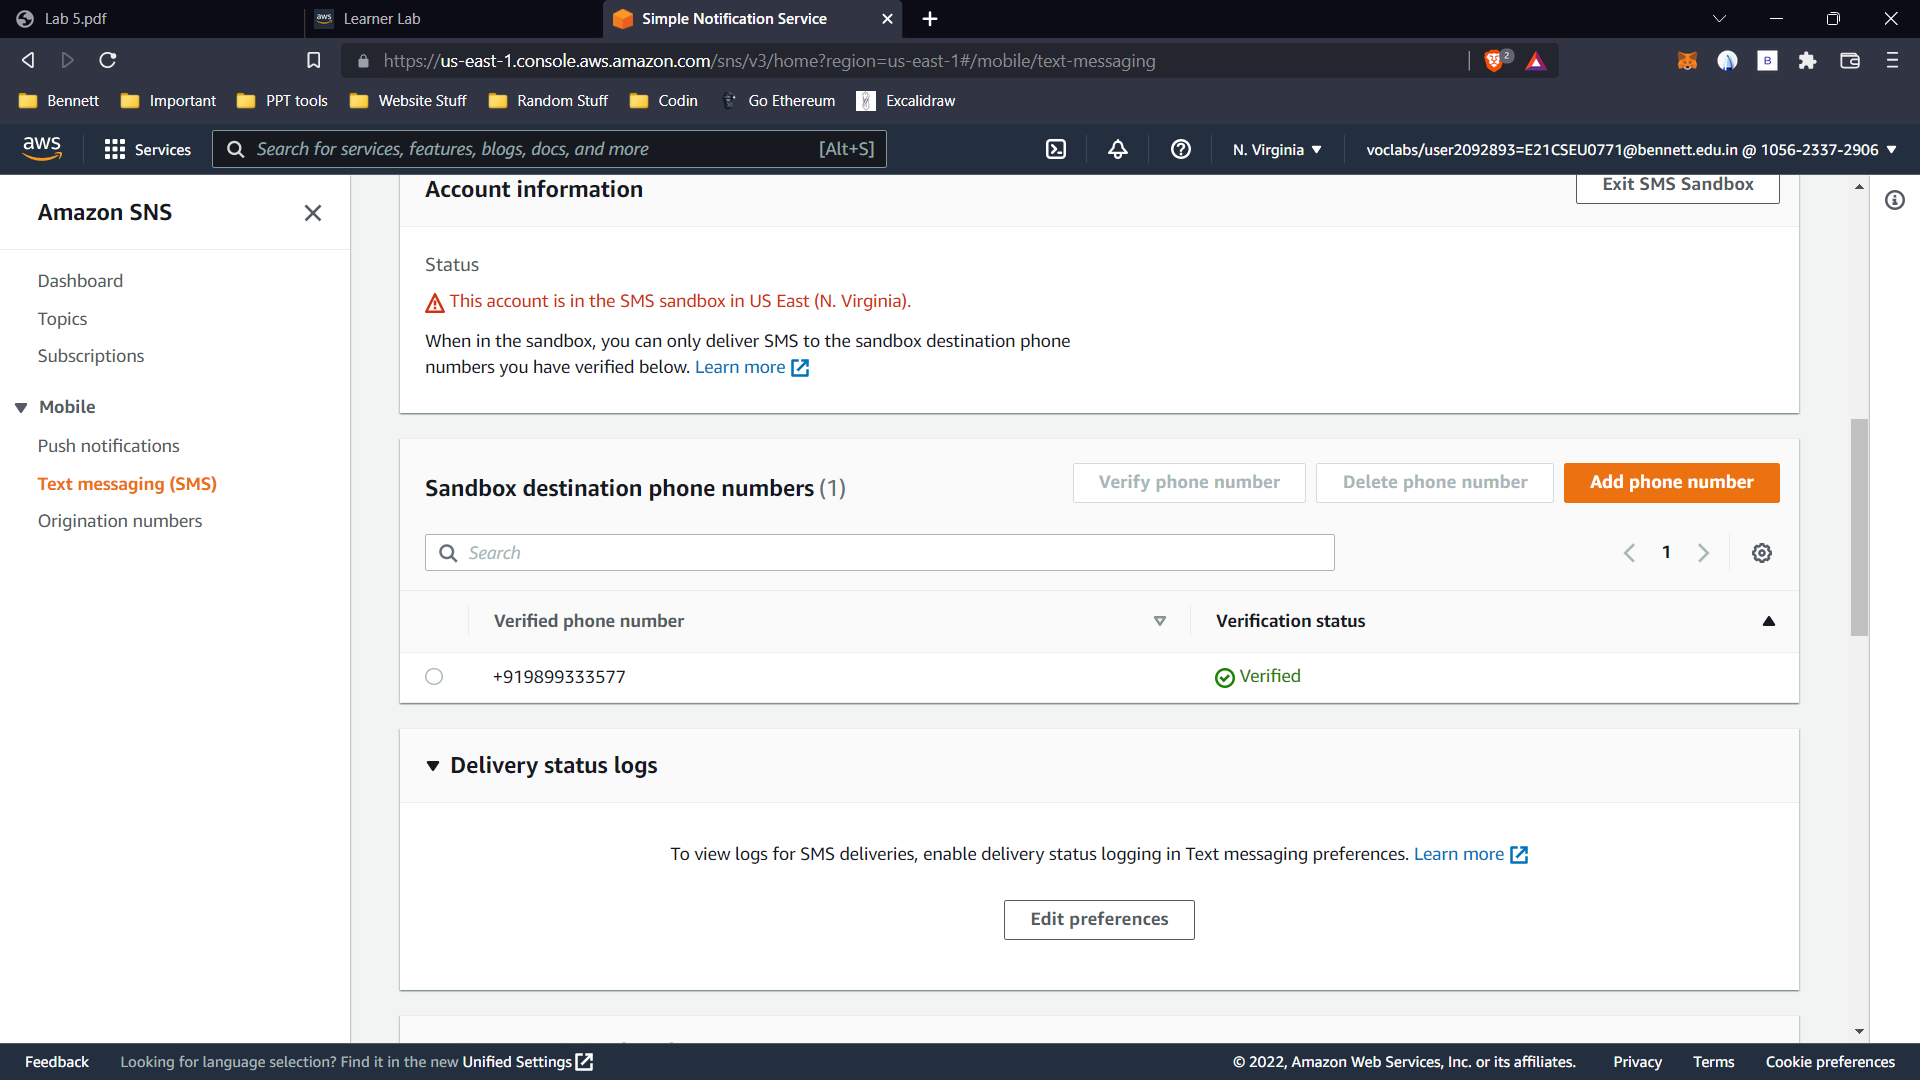 Lab 5.pdf
Learner Lab
Simple Notification Service
https://us-east-1.console.aws.amazon.com/sns/v3/home?region=us-east-1#/mobile/text-messaging
2
B
Bennett
Important
PPT tools
Website Stuff
Random Stuff
Codin
Go Ethereum
Excalidraw
aws
Services
Search for services, features, blogs, docs, and more
[Alt+S]
N. Virginia
voclabs/user2092893=E21CSEU0771@bennett.edu.in @ 1056-2337-2906
Amazon SNS
Dashboard
Topics
Subscriptions
Mobile
Push notifications
Text messaging (SMS)
Origination numbers
Account information
Exit SMS Sandbox
Status
This account is in the SMS sandbox in US East (N. Virginia).
When in the sandbox, you can only deliver SMS to the sandbox destination phone
numbers you have verified below. Learn more
Sandbox destination phone numbers (1)
Verify phone number
Delete phone number
Add phone number
Search
1
Verified phone number
Verification status
+919899333577
Verified
Delivery status logs
To view logs for SMS deliveries, enable delivery status logging in Text messaging preferences. Learn more
Edit preferences
Feedback
Looking for language selection? Find it in the new Unified Settings
© 2022, Amazon Web Services, Inc. or its affiliates.
Privacy
Terms
Cookie preferences